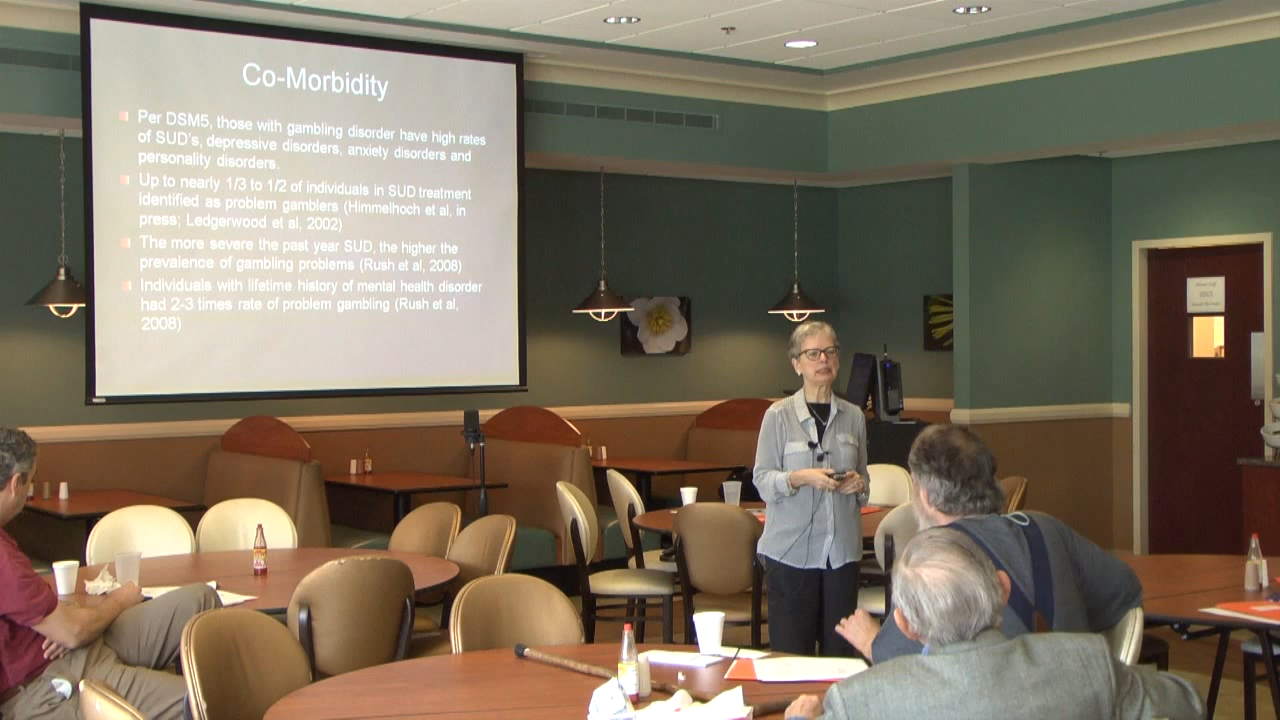 Co-Morbidity
Per DSM5, those with gambling disorder have high rates
of SUD's, depressive disorders, anxiety disorders and
personality disorders.
Up to nearly 1/3 to 1/2 of individuals in SUD treatment
identified as problem gamblers (Himmelhoch et al, in
press; Ledgerwood et al, 2002)
The more severe the past year SUD, the higher the
prevalence of gambling problems (Rush et al, 2008)
Individuals with lifetime history of mental health disorder
had 2-3 times rate of problem gambling (Rush et al,
2008)